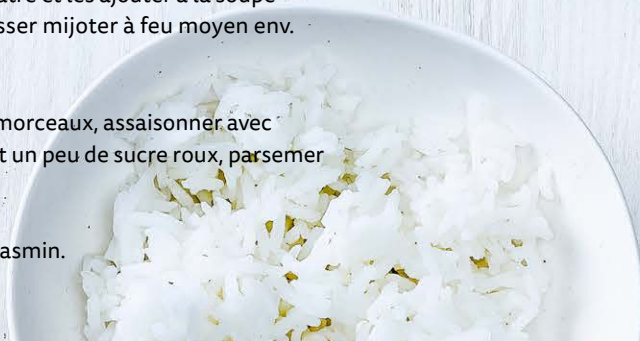 et les ajouter à la soupe
sser mijoter à feu moyen env.
morceaux, assaisonner avec
t un peu de sucre roux, parsemer
asmin.